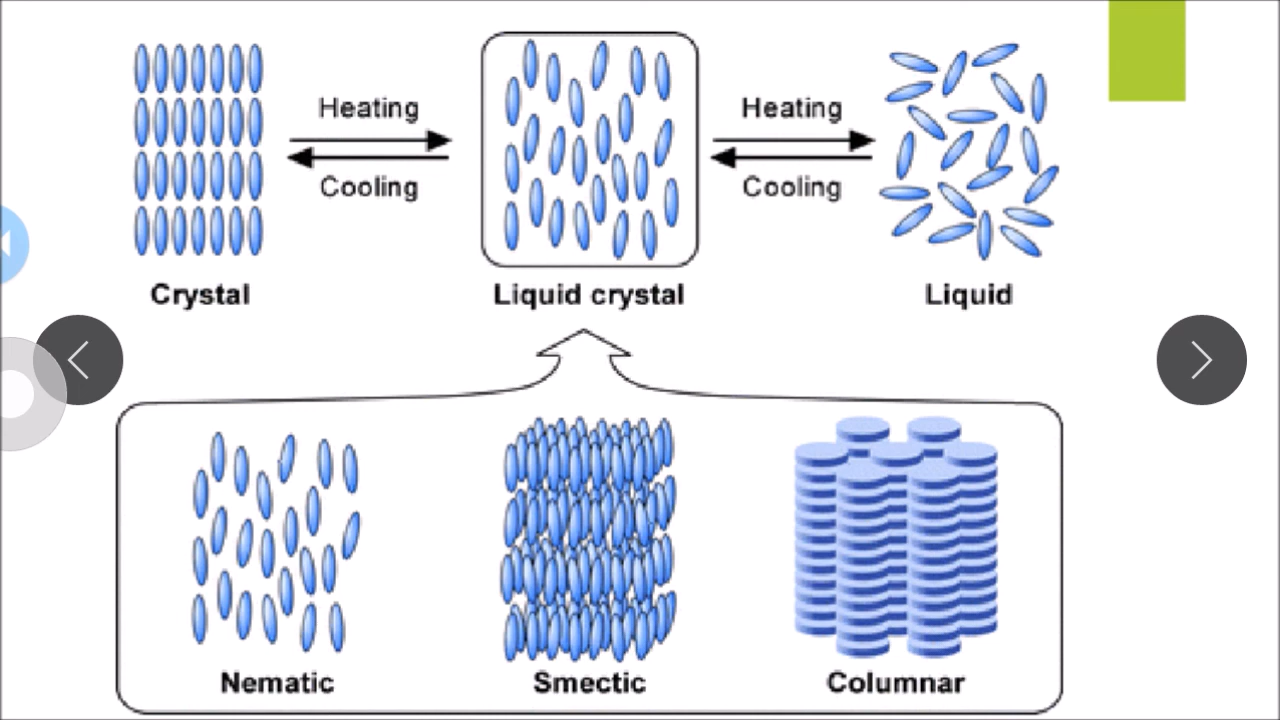 Heating
Cooling
Heating
Cooling
Crystal
Liquid crystal
Liquid
Nematic
Smectic
Columnar